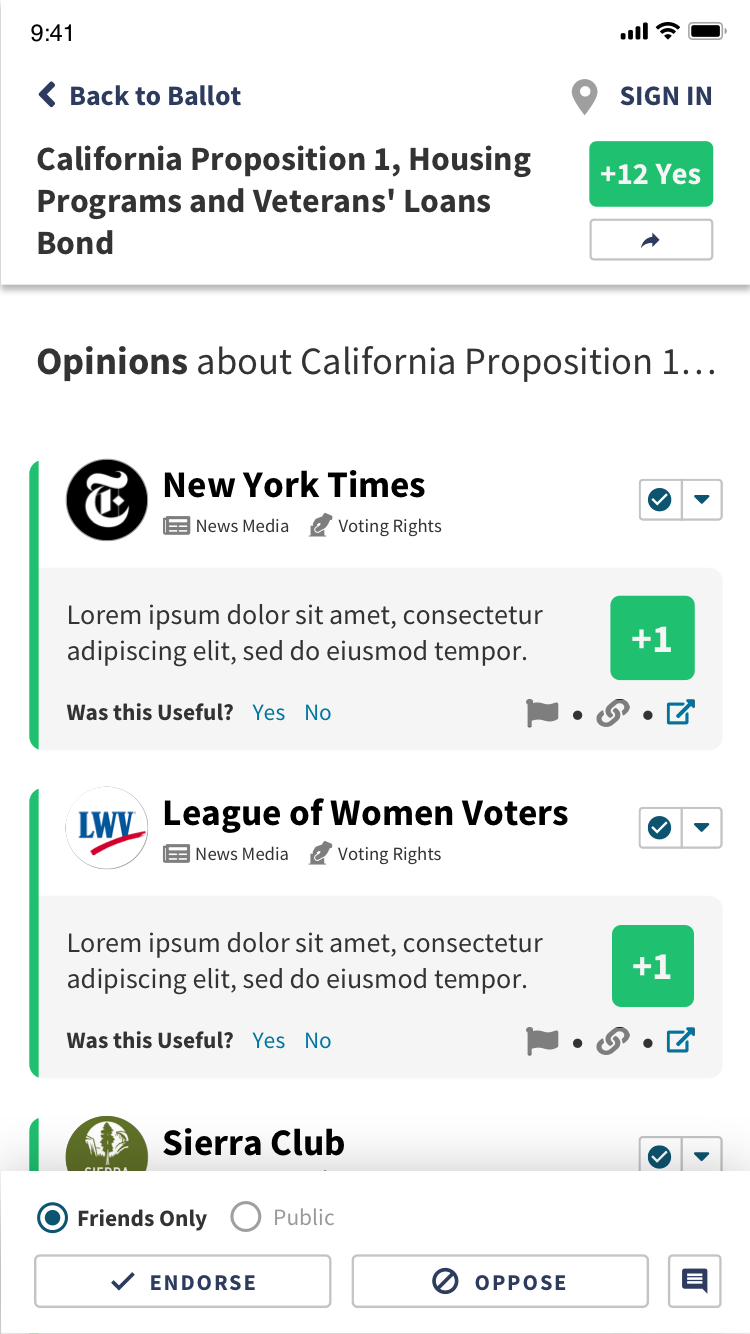 9:41
Back to Ballot
SIGN IN
California Proposition 1, Housing
Programs and Veterans' Loans
Bond
+12 Yes
Opinions about California Proposition 1…
New York Times
News Media Voting Rights
Lorem ipsum dolor sit amet, consectetur
adipiscing elit, sed do eiusmod tempor.
+1
Was this Useful? Yes No
LWV
League of Women Voters
News Media Voting Rights
Lorem ipsum dolor sit amet, consectetur
adipiscing elit, sed do eiusmod tempor.
+1
Was this Useful? Yes No
Sierra Club
SIERRA
Friends Only Public
ENDORSE OPPOSE